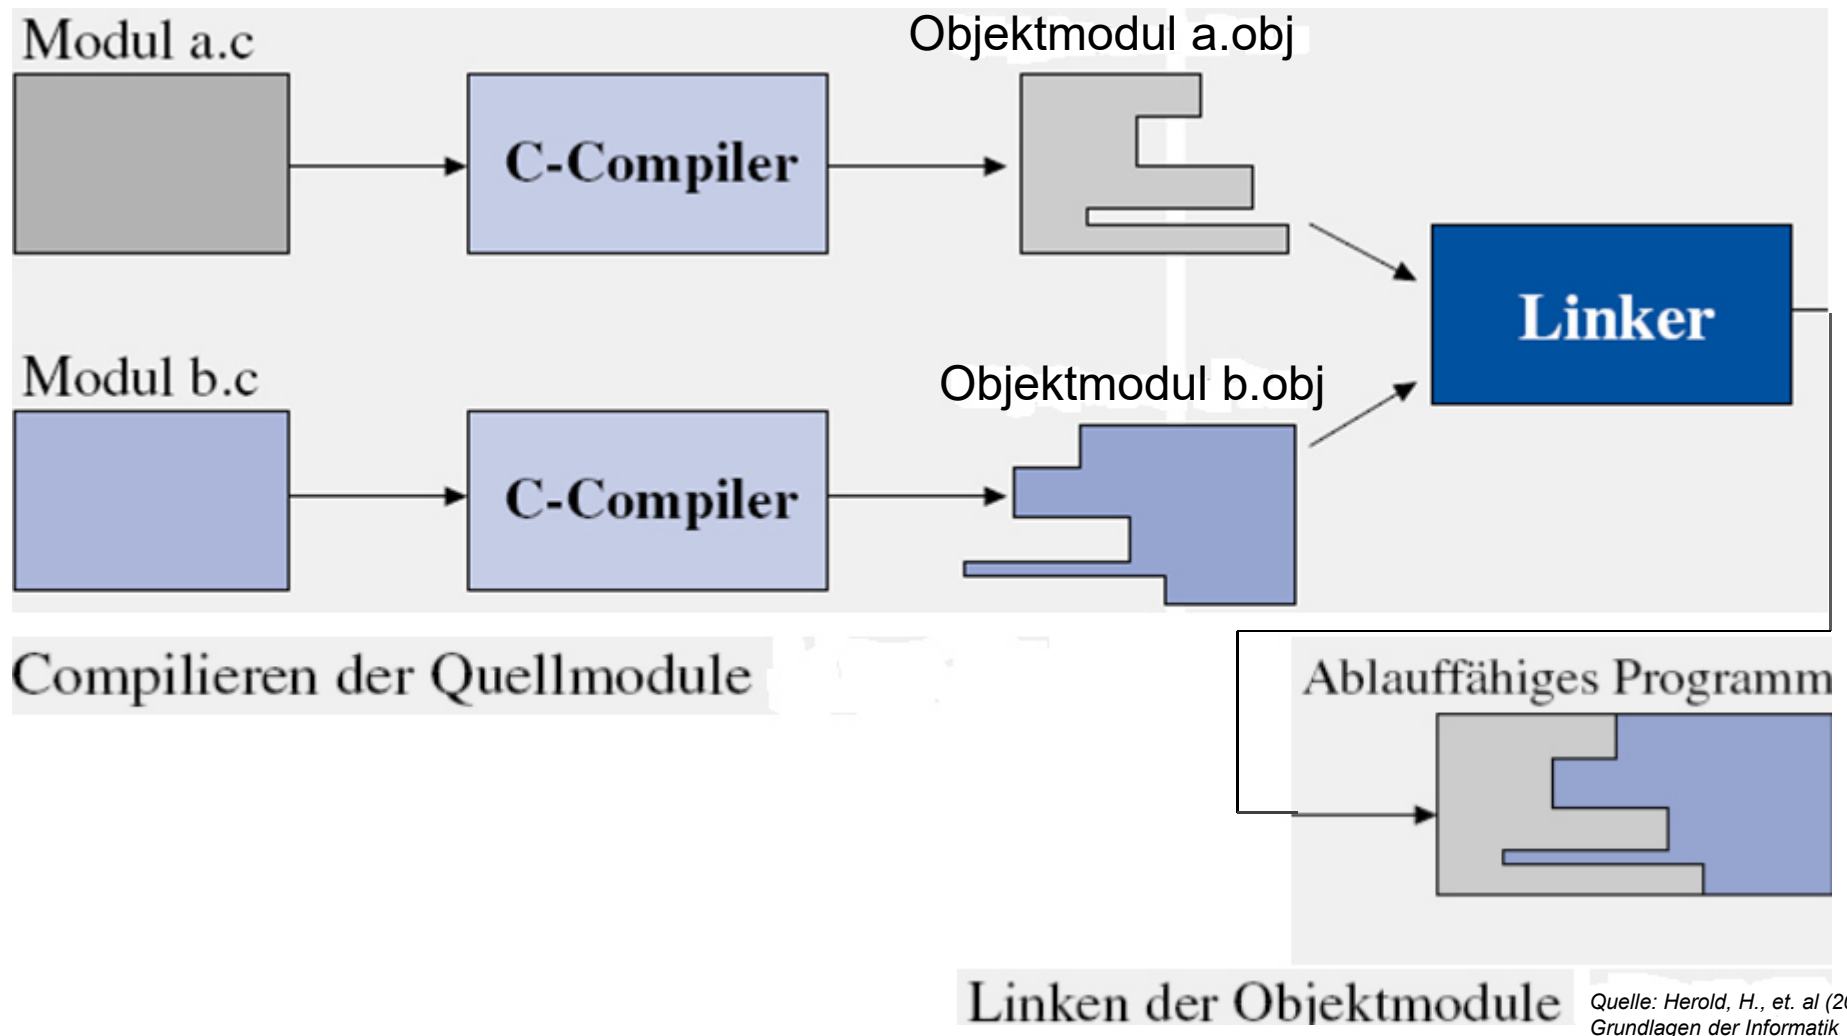 Modul a.c
Objektmodul a.obj
C-Compiler
Linker
Modul b.c
Objektmodul b.obj
C-Compiler
Compilieren der Quellmodule
Ablauffähiges Programm
Linken der Objektmodule
Quelle: Herold, H., et. al (20
Grundlagen der Informatik